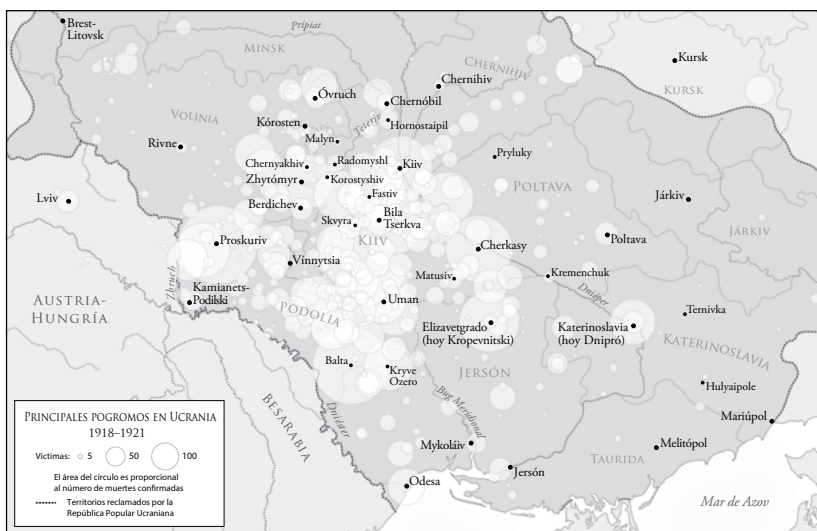 Brest-
Litovsk
Pripiat
MINSK
Kursk
CHERNIHIV
Chernihiv
KURSK
Óvruch
Chernóbil
VOLINIA
Teteriv
Hornostaipil
Kórosten
Malyn
Rivne
Pryluky
Chernyakhiv
Radomyshl
Kiiv
Zhytómyr
Korostyshiv
POLTAVA
Fastiv
Járkiv
Lviv
Berdichev
Bila
Tserkva
Skvyra
JÁRKIV
Proskuriv
KIIV
Cherkasy
Poltava
Vínnytsia
Zbruch
Matusiv
Kremenchuk
Kamianets-
Podilski
Dniéper
AUSTRIA-
HUNGRÍA
PODOLIA
Uman
Ternivka
Elizavetgrado
(hoy Kropevnitski)
Katerinoslavia
(hoy Dnipró)
KATERINOSLAVIA
Balta
Kryve
Ozero
JERSÓN
Hulyaipole
BESARABIA
Dniéster
Bug Meridional
Mariúpol
PRINCIPALES POGROMOS EN UCRANIA
1918–1921
Víctimas: 5 50 100
El área del círculo es proporcional
al número de muertes confirmadas
Territorios reclamados por la
República Popular Ucraniana
Mykoláiv
Melitópol
TAURIDA
Jersón
Odesa
Mar de Azov